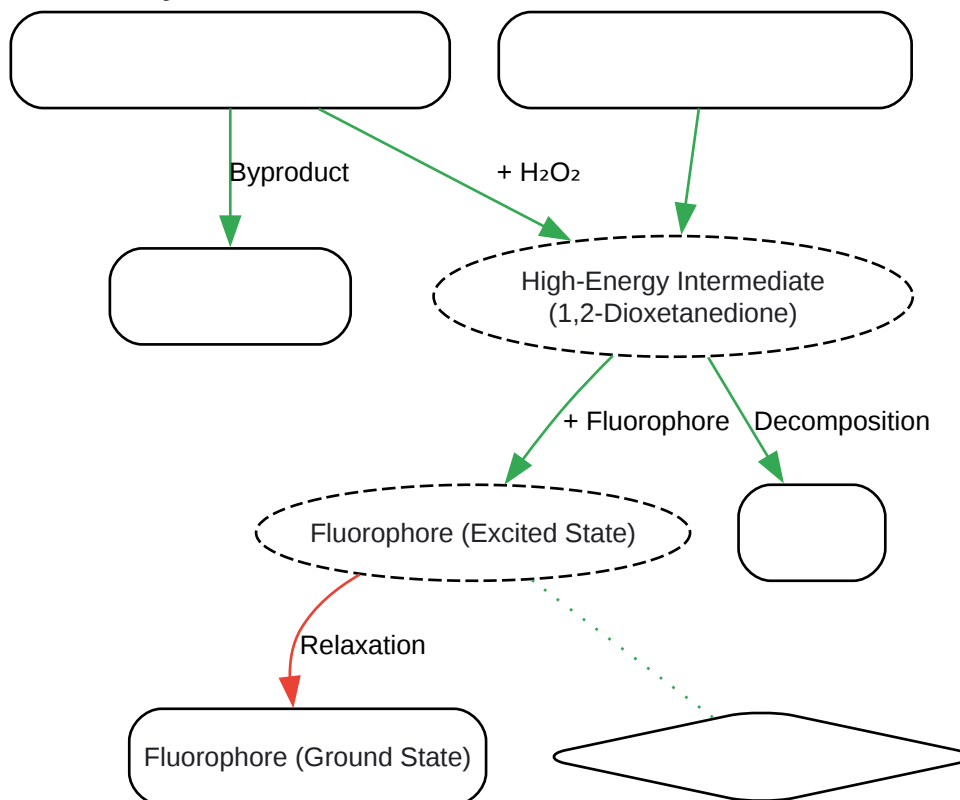 Byproduct
+ H₂O₂
High-Energy Intermediate
(1,2-Dioxetanedione)
+ Fluorophore
Decomposition
Fluorophore (Excited State)
Relaxation
Fluorophore (Ground State)